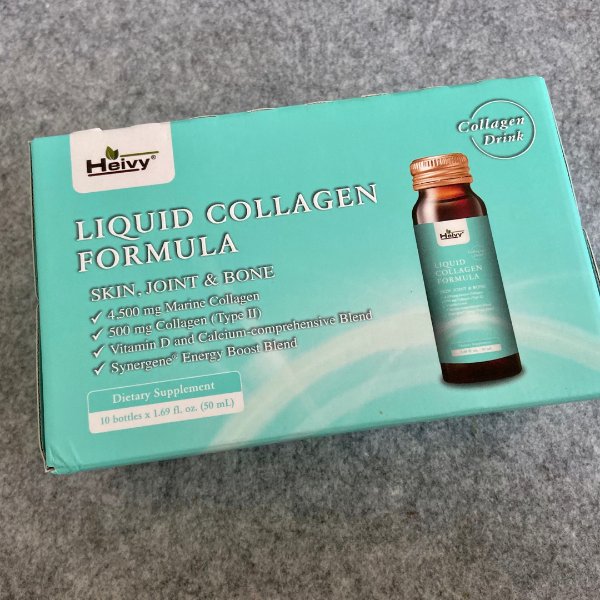 Heivy®
Collagen
Drink
LIQUID COLLAGEN
FORMULA
SKIN, JOINT & BONE
✓ 4,500 mg Marine Collagen
✓ 500 mg Collagen (Type II)
✓ Vitamin D and Calcium-comprehensive Blend
✓ Synergene® Energy Boost Blend
Dietary Supplement
10 bottles x 1.69 fl. oz. (50 mL)
Heivy
LIQUID
COLLAGEN
FORMULA
SKIN, JOINT & BONE